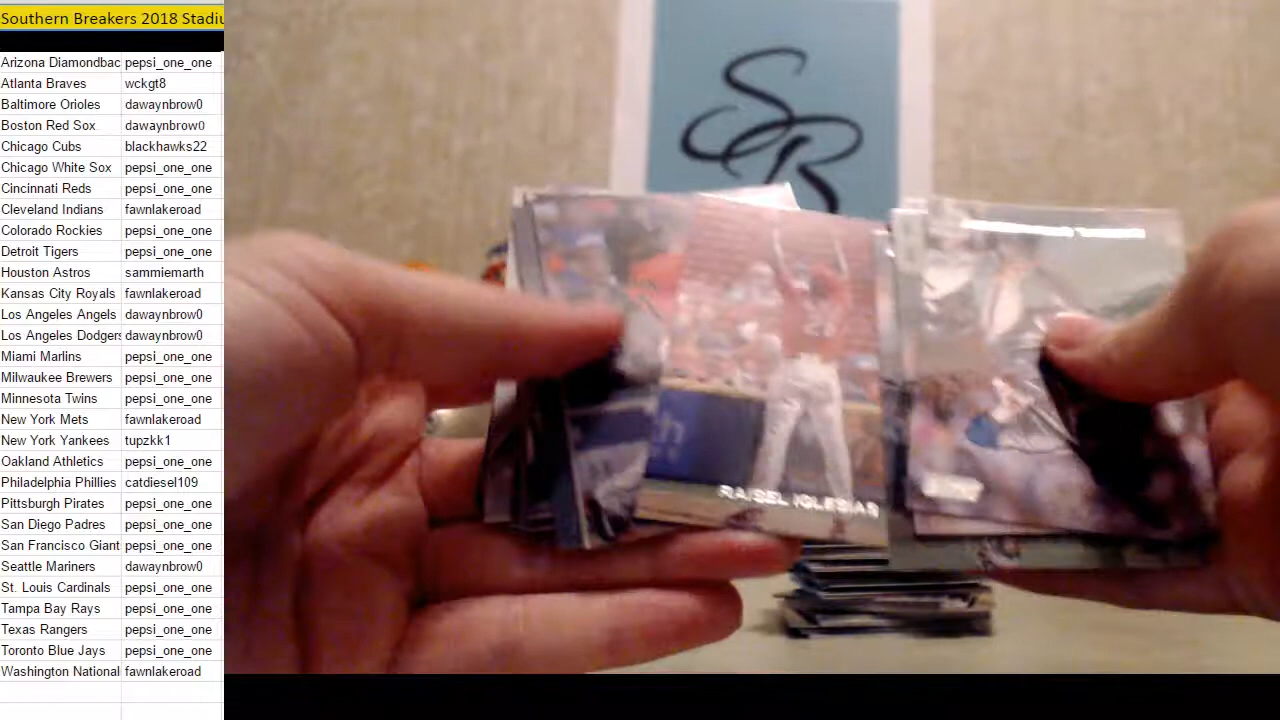 Southern Breakers 2018 Stadiu
Arizona Diamondbac pepsi_one_one
Atlanta Braves wckgt8
Baltimore Orioles dawaynbrow0
Boston Red Sox dawaynbrow0
Chicago Cubs blackhawks22
Chicago White Sox pepsi_one_one
Cincinnati Reds pepsi_one_one
Cleveland Indians fawnlakeroad
Colorado Rockies pepsi_one_one
Detroit Tigers pepsi_one_one
Houston Astros sammiemarth
Kansas City Royals fawnlakeroad
Los Angeles Angels dawaynbrow0
Los Angeles Dodgers dawaynbrow0
Miami Marlins pepsi_one_one
Milwaukee Brewers pepsi_one_one
Minnesota Twins pepsi_one_one
New York Mets fawnlakeroad
New York Yankees tupzkk1
Oakland Athletics pepsi_one_one
Philadelphia Phillies catdiesel109
Pittsburgh Pirates pepsi_one_one
San Diego Padres pepsi_one_one
San Francisco Giant pepsi_one_one
Seattle Mariners dawaynbrow0
St. Louis Cardinals pepsi_one_one
Tampa Bay Rays pepsi_one_one
Texas Rangers pepsi_one_one
Toronto Blue Jays pepsi_one_one
Washington National fawnlakeroad
SB
RAISEL IGLESIAS